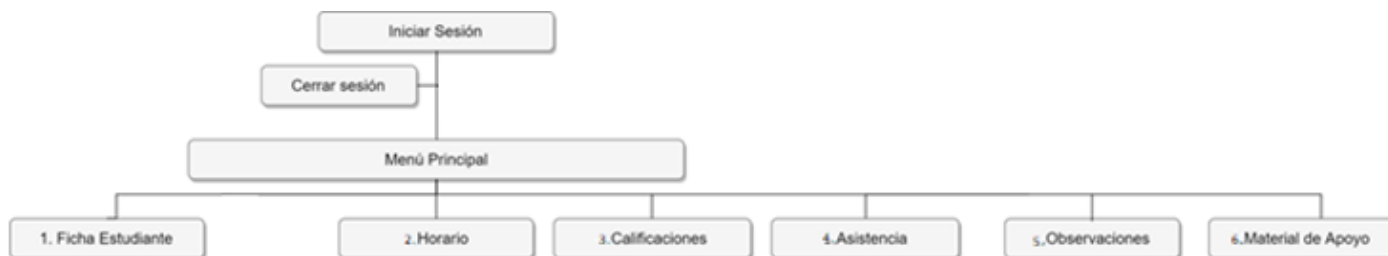 Iniciar Sesión
Cerrar sesión
Menú Principal
1. Ficha Estudiante
2.Horario
3.Calificaciones
4.Asistencia
5.Observaciones
6.Material de Apoyo